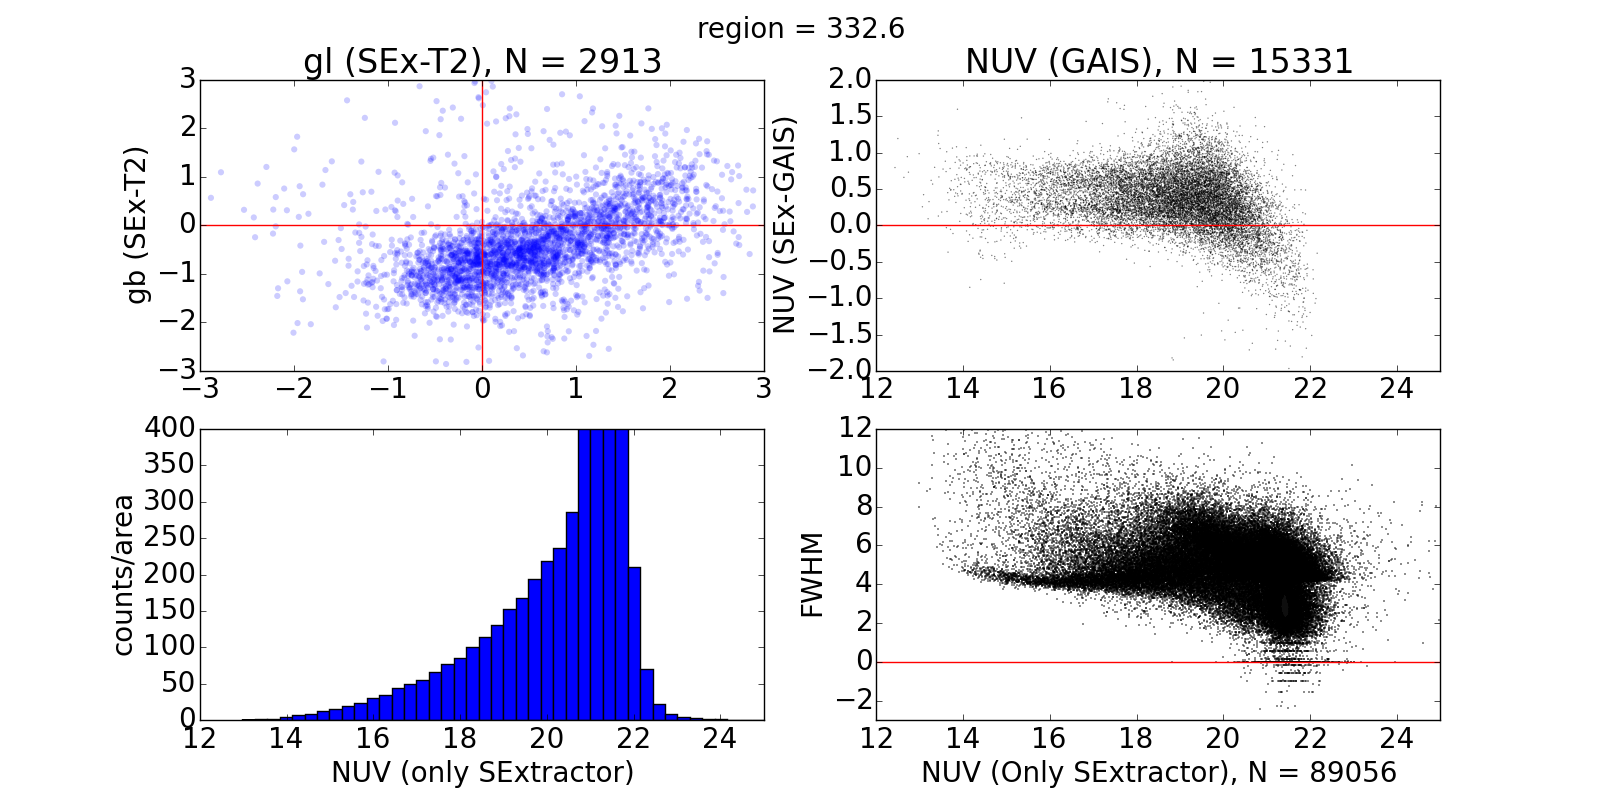 region = 332.6
gl (SEx-T2), N = 2913
NUV (GAIS), N = 15331
3
2
1
0
−1
−2
−3
gb (SEx-T2)
−3 −2 −1 0 1 2 3
2.0
1.5
1.0
0.5
0.0
−0.5
−1.0
−1.5
−2.0
NUV (SEx-GAIS)
12 14 16 18 20 22 24
400
350
300
250
200
150
100
50
0
counts/area
12 14 16 18 20 22 24
NUV (only SExtractor)
12
10
8
6
4
2
0
−2
FWHM
12 14 16 18 20 22 24
NUV (Only SExtractor), N = 89056